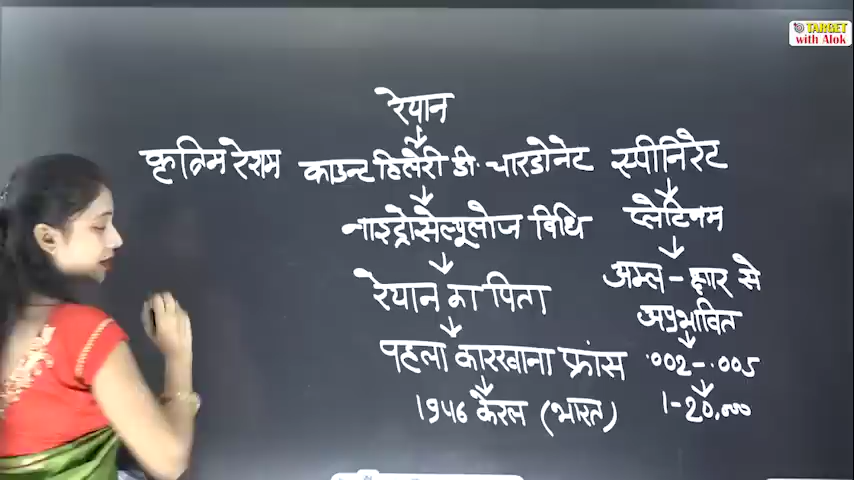 TARGET
with Alok
रेयान
कृत्रिम रेशम काउन्ट हिलैरी डी. चारडोनेट स्पीनिरेट
नाइट्रोसेल्यूलोज विधि प्लेटिनम
रेयान का पिता अम्ल-क्षार से
अप्रभावित
पहला कारखाना फ्रांस .002-.005
1946 केरल (भारत) 1-20,000